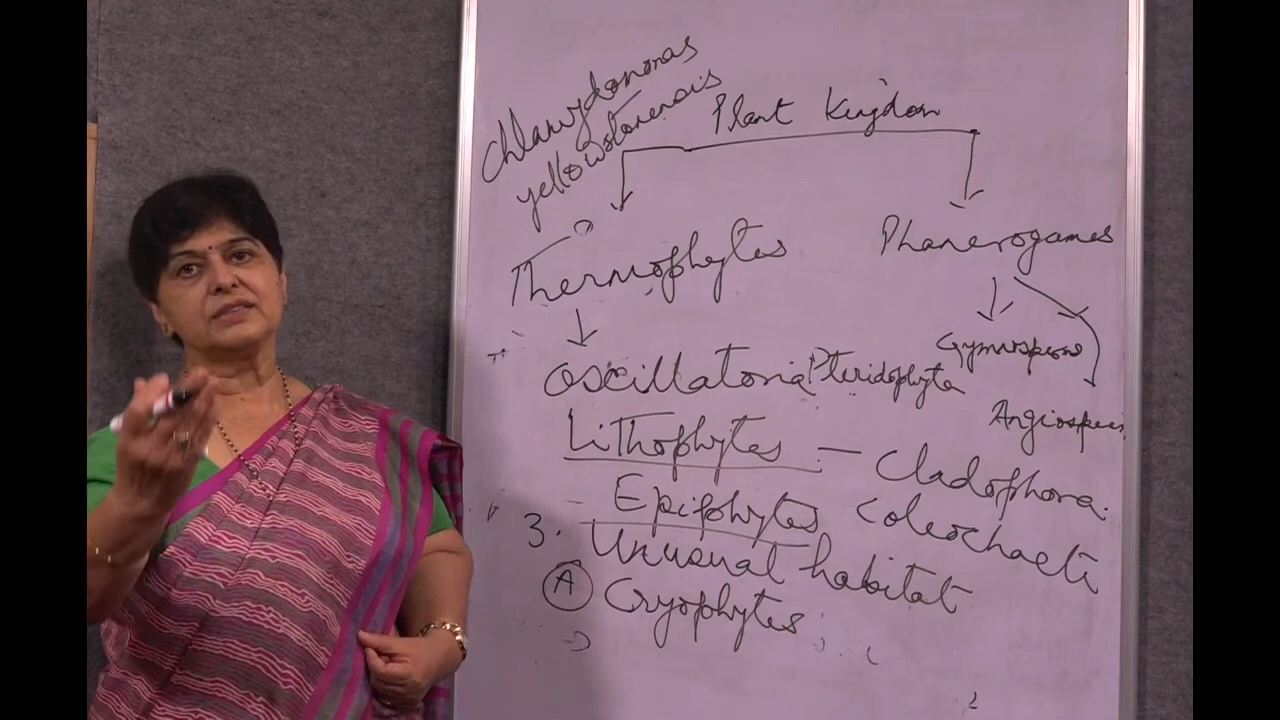 Chlamydomonas
yellowstonensis
Plant Kingdom
Thermophytes
Phanerogames
Gymnosperm
Oscillatoria
Pteridophyta
Angiosperm
Lithophytes — Cladophora.
Epiphytes Coleochaete
3. Unusual habitat
A Cryophytes